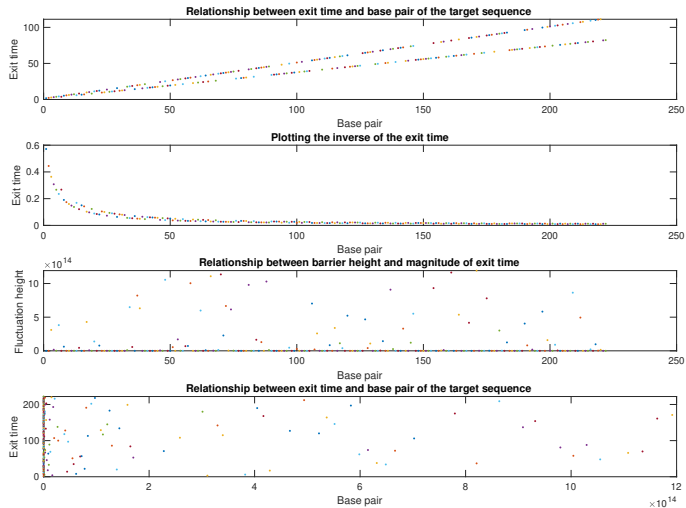 Relationship between exit time and base pair of the target sequence
100
50
0
Exit time
0 50 100 150 200 250
Base pair
Plotting the inverse of the exit time
0.6
0.4
0.2
0
Exit time
0 50 100 150 200 250
Base pair
×10^14
Relationship between barrier height and magnitude of exit time
10
5
0
Fluctuation height
0 50 100 150 200 250
Relationship between exit time and base pair of the target sequence
200
100
0
Exit time
0 2 4 6 8 10 12
Base pair
×10^14